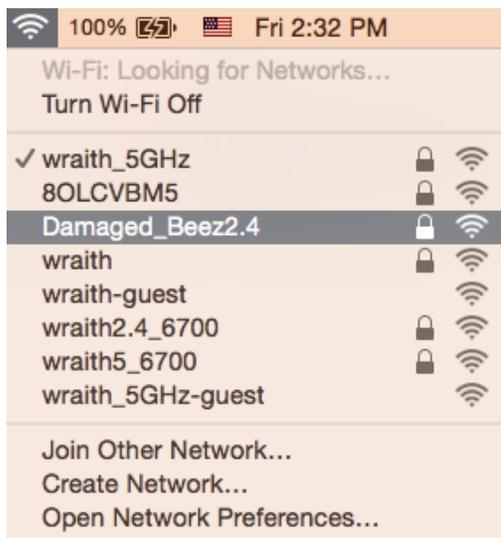 100% Fri 2:32 PM
Wi-Fi: Looking for Networks...
Turn Wi-Fi Off
wraith_5GHz
8OLCVBM5
Damaged_Beez2.4
wraith
wraith-guest
wraith2.4_6700
wraith5_6700
wraith_5GHz-guest
Join Other Network...
Create Network...
Open Network Preferences...